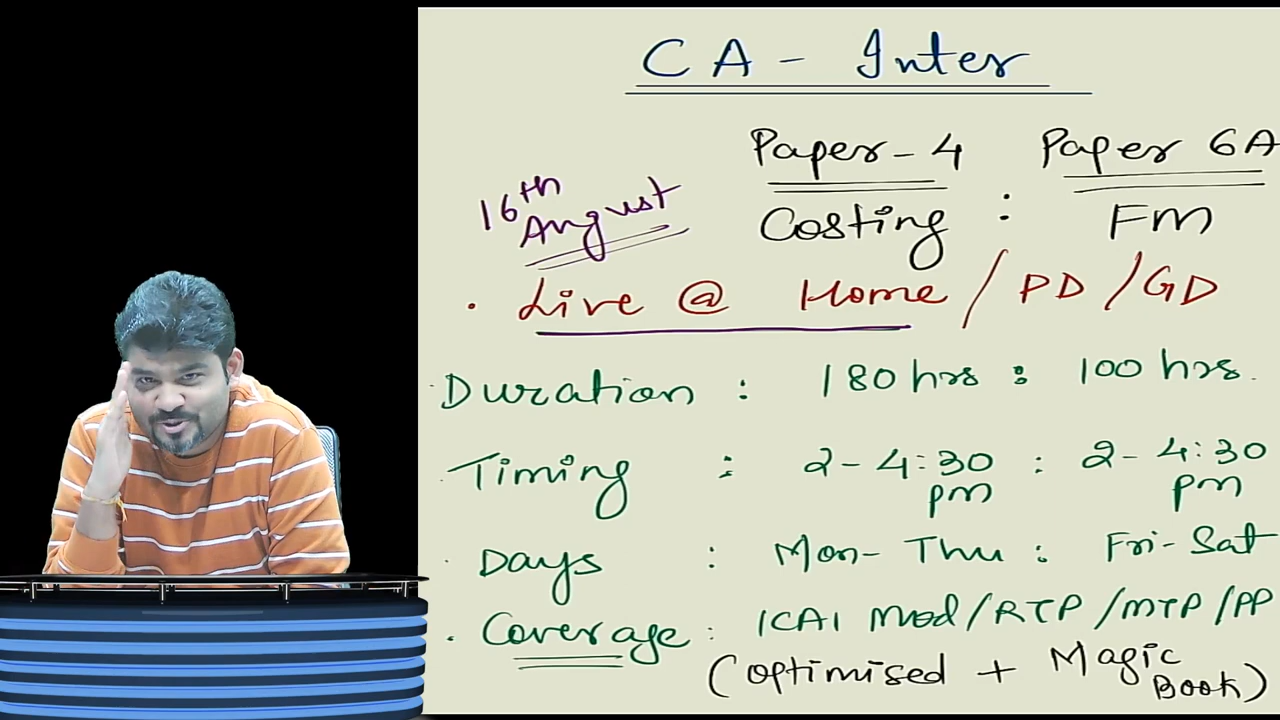 CA - Inter
Paper - 4 Paper 6A
16th August
Costing : FM
. Live @ Home / PD / GD
. Duration : 180 hrs : 100 hrs.
. Timing : 2 - 4:30 pm : 2 - 4:30 pm
. Days : Mon - Thu : Fri - Sat
. Coverage : ICAI Mod / RTP / MTP / PP
(Optimised + Magic Book)